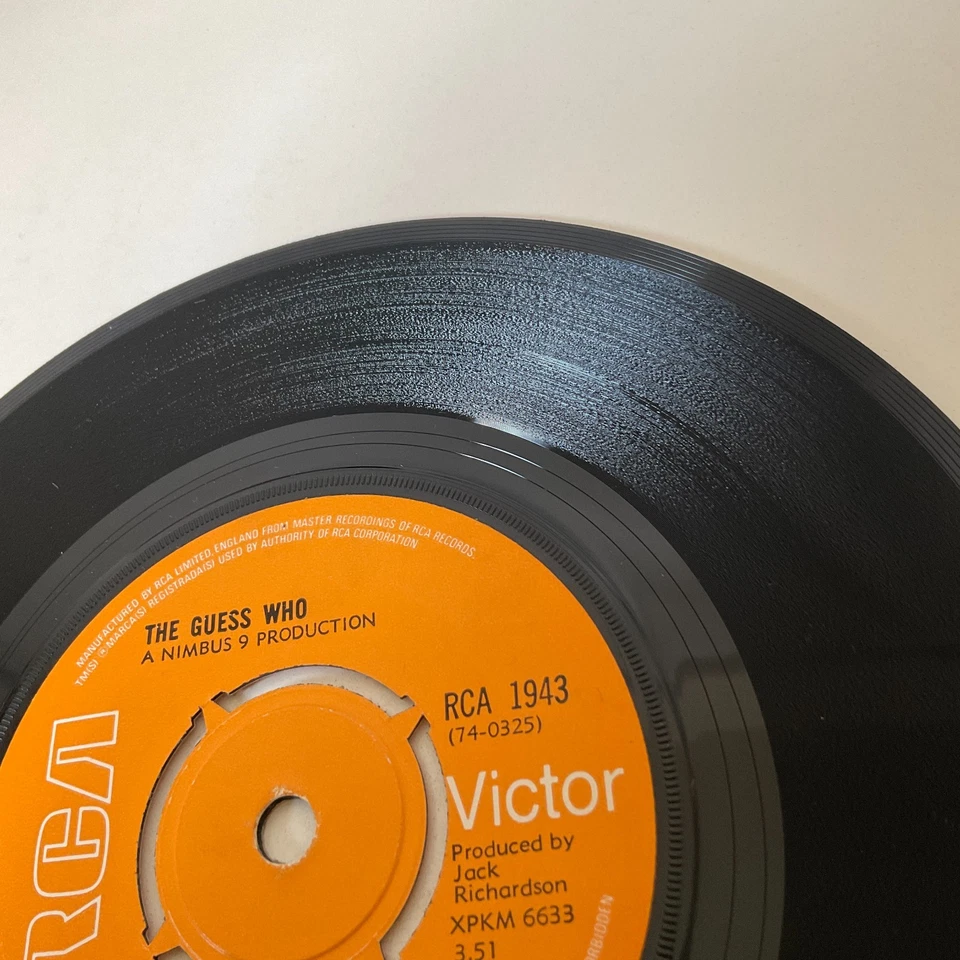 MANUFACTURED BY RCA LIMITED, ENGLAND FROM MASTER RECORDINGS OF RCA RECORDS.
TM(S) ® MARCA(S) REGISTRADA(S) USED BY AUTHORITY OF RCA CORPORATION
THE GUESS WHO
A NIMBUS 9 PRODUCTION
RCA 1943
(74-0325)
RCA
Victor
Produced by
Jack
Richardson
XPKM 6633
3.51